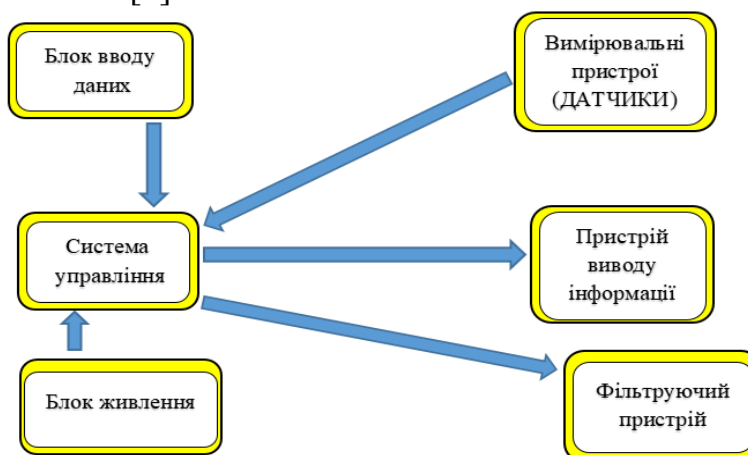 Блок вводу
даних
Вимірювальні
пристрої
(ДАТЧИКИ)
Система
управління
Пристрій
виводу
інформації
Блок живлення
Фільтруючий
пристрій